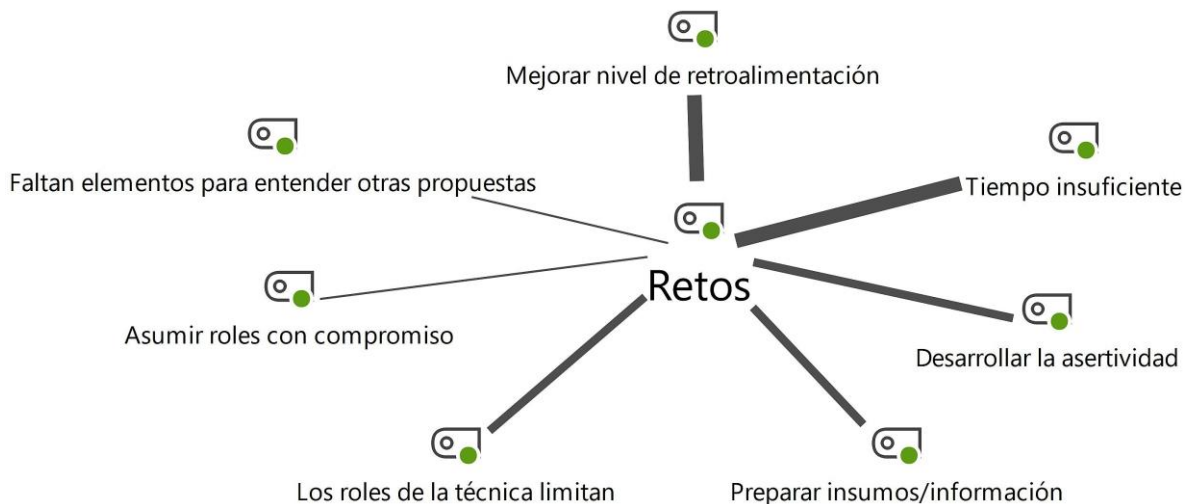 Mejorar nivel de retroalimentación
Faltan elementos para entender otras propuestas
Tiempo insuficiente
Retos
Asumir roles con compromiso
Desarrollar la asertividad
Los roles de la técnica limitan
Preparar insumos/información